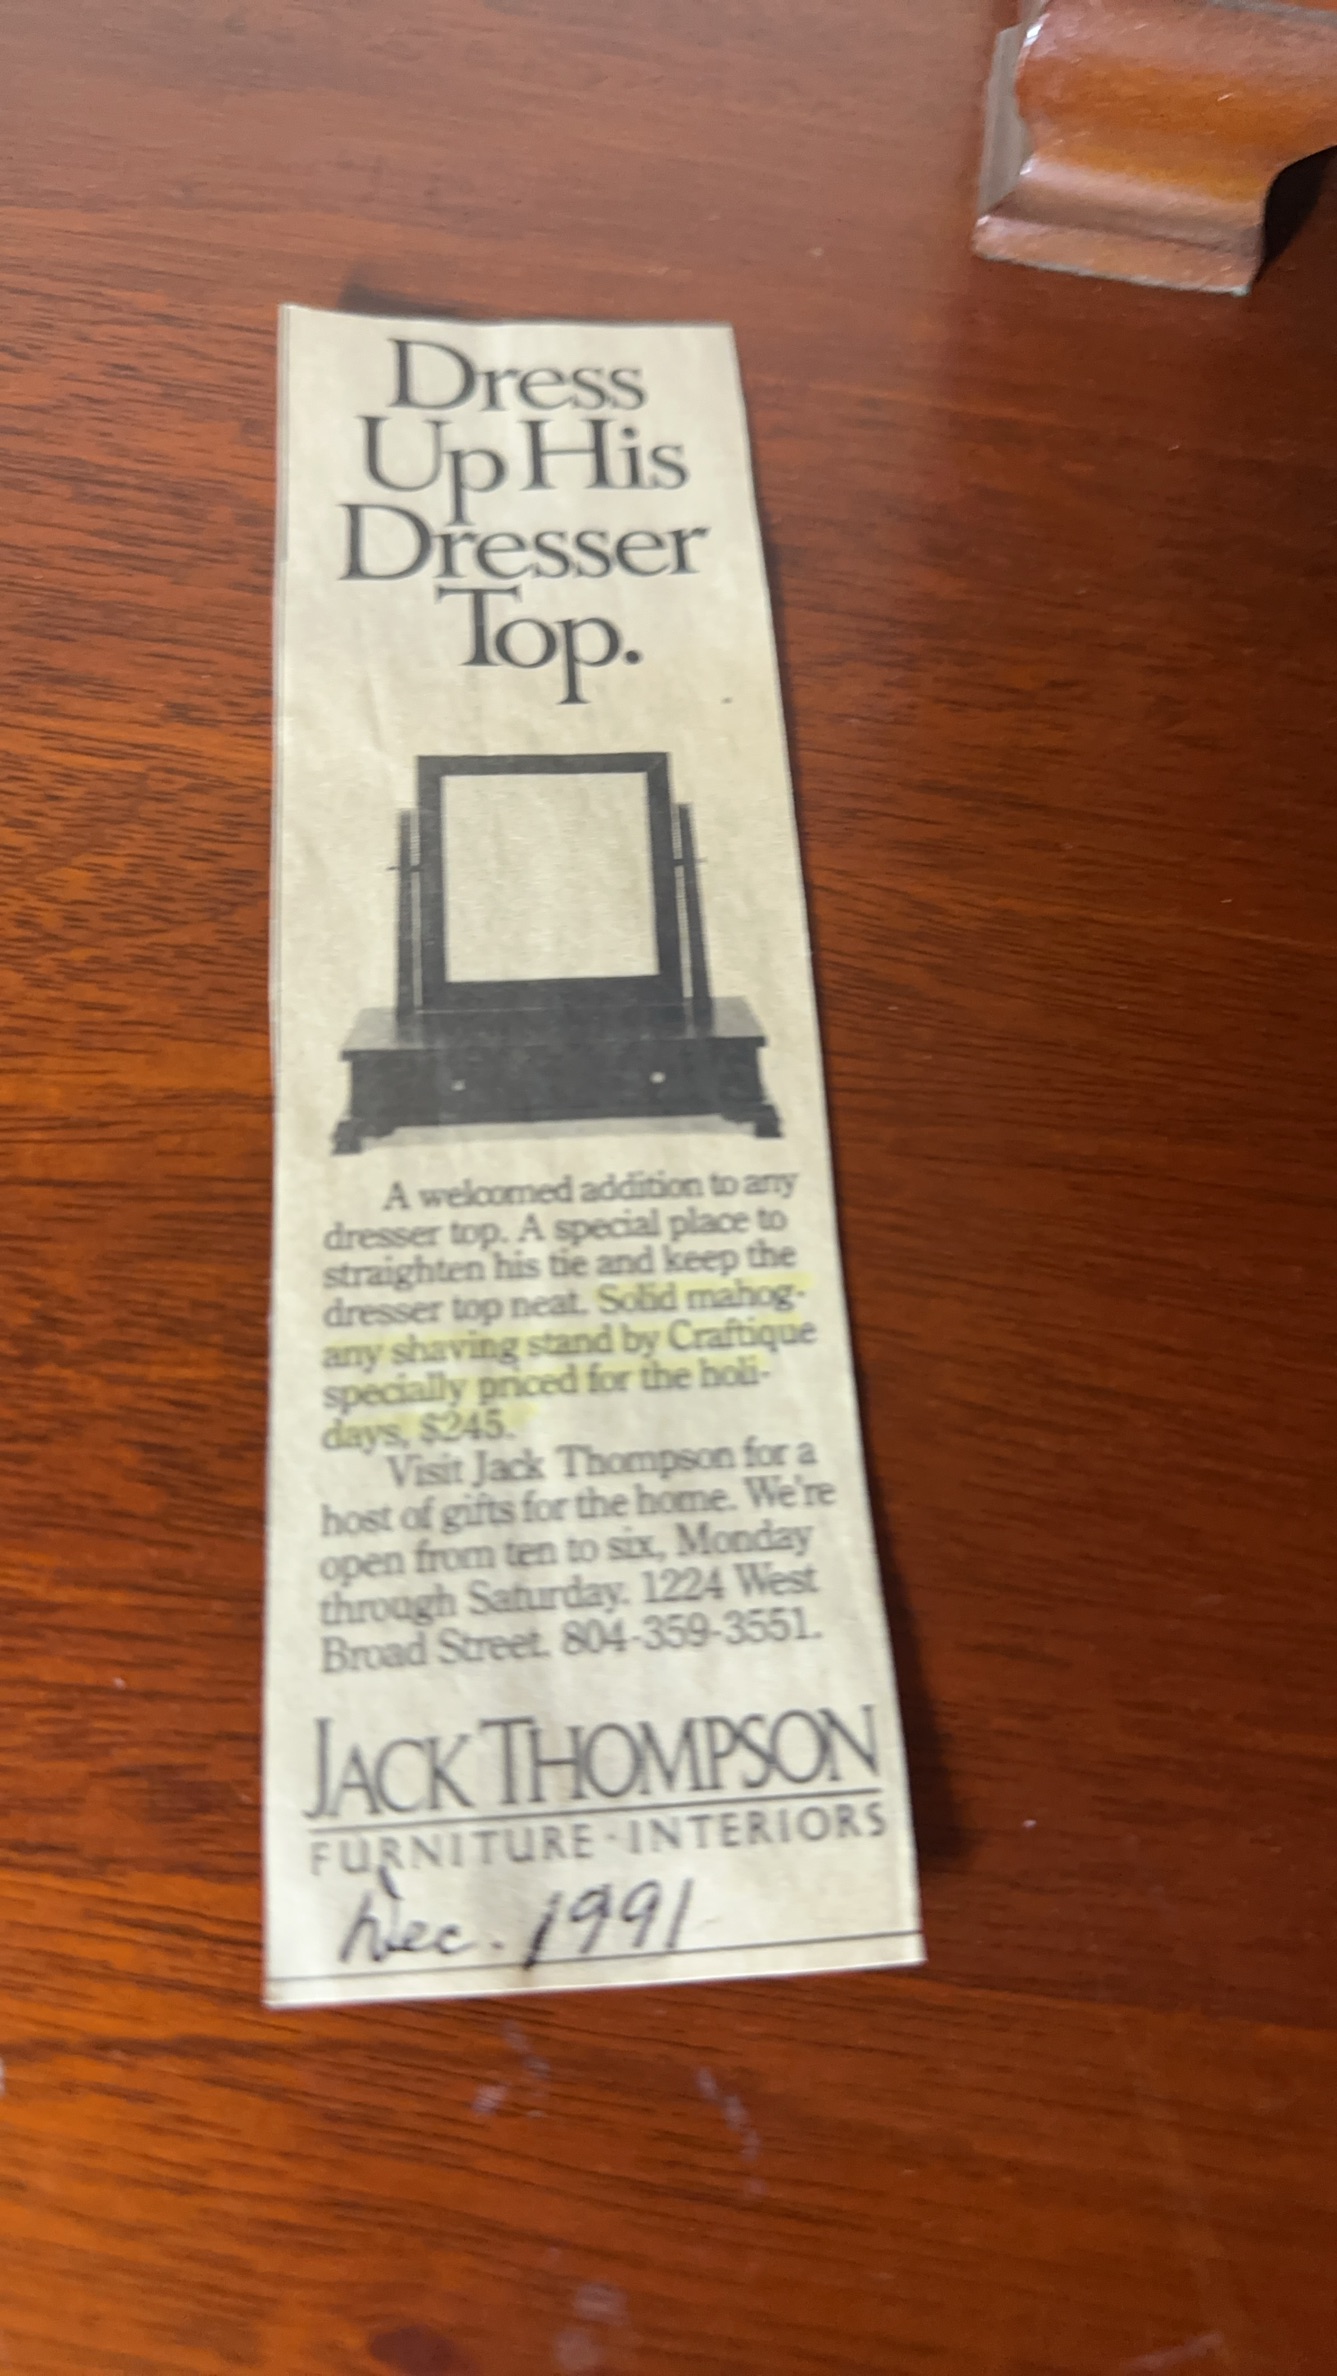 Dress
Up His
Dresser
Top.
A welcomed addition to any
dresser top. A special place to
straighten his tie and keep the
dresser top neat. Solid mahog-
any shaving stand by Craftique
specially priced for the holi-
days, $245.
Visit Jack Thompson for a
host of gifts for the home. We're
open from ten to six, Monday
through Saturday. 1224 West
Broad Street. 804-359-3551.
JACK THOMPSON
FURNITURE · INTERIORS
Dec. 1991